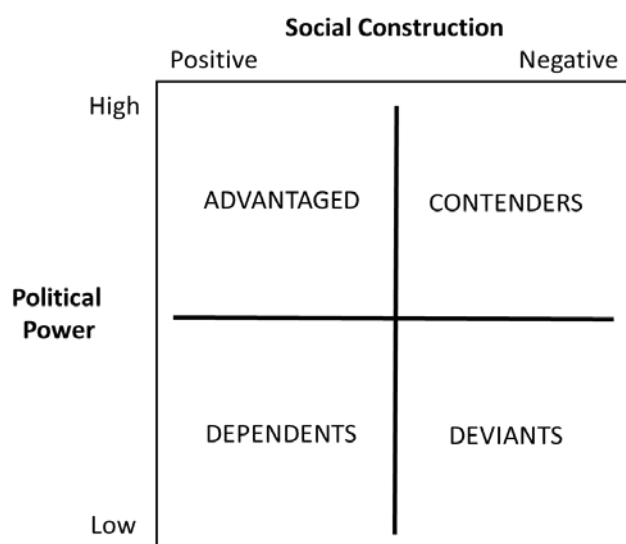 Social Construction
Positive Negative
High
ADVANTAGED CONTENDERS
Political
Power
DEPENDENTS DEVIANTS
Low